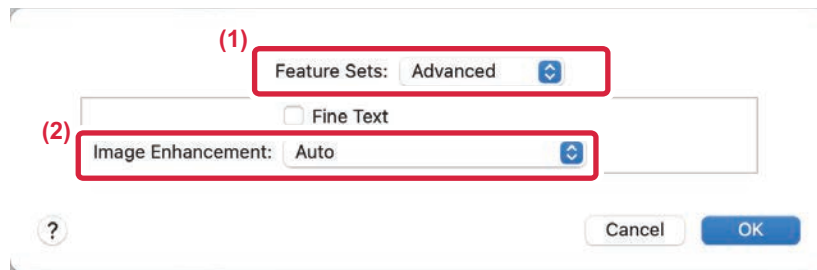 (1)
Feature Sets: Advanced
Fine Text
(2)
Image Enhancement: Auto
? Cancel OK